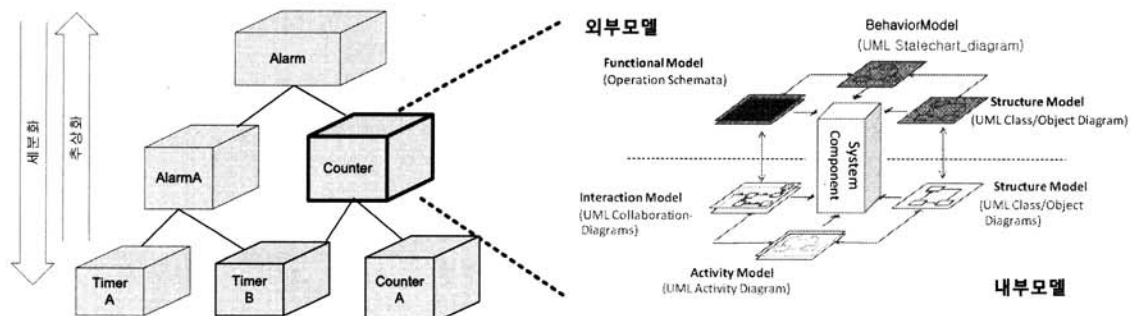 세분화
추상화
Alarm
AlarmA
Counter
Timer
A
Timer
B
Counter
A
외부모델
BehaviorModel
(UML Statechart_diagram)
Functional Model
(Operation Schemata)
Structure Model
(UML Class/Object Diagram)
System
Component
Interaction Model
(UML Collaboration-
Diagrams)
Structure Model
(UML Class/Object
Diagrams)
Activity Model
(UML Activity Diagram)
내부모델